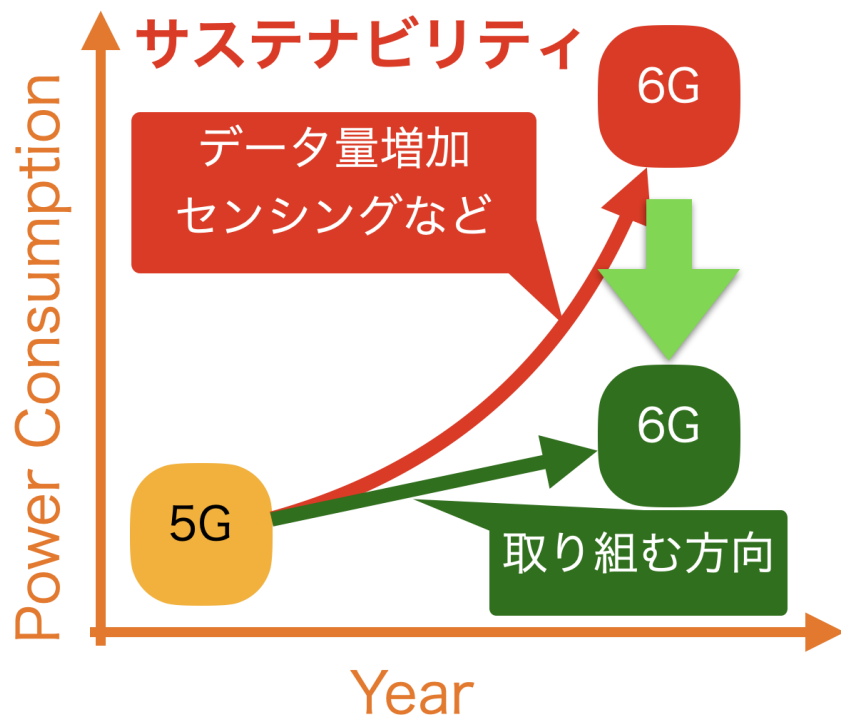 サステナビリティ
6G
データ量増加
センシングなど
6G
5G
取り組む方向
Power Consumption
Year